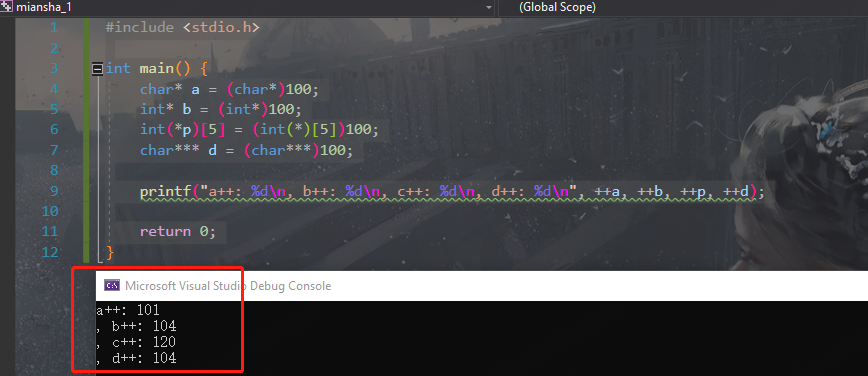 miansha_1 (Global Scope)
1 #include <stdio.h>
2
3 int main() {
4 char* a = (char*)100;
5 int* b = (int*)100;
6 int(*p)[5] = (int(*)[5])100;
7 char*** d = (char***)100;
8
9 printf("a++: %d\n, b++: %d\n, c++: %d\n, d++: %d\n", ++a, ++b, ++p, ++d);
10
11 return 0;
12 }
C:\ Microsoft Visual Studio Debug Console
a++: 101
, b++: 104
, c++: 120
, d++: 104